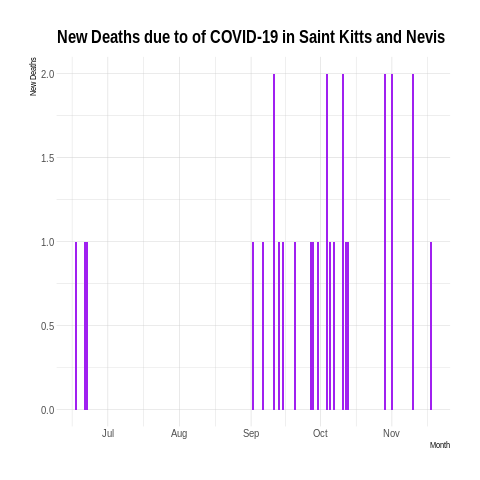 New Deaths due to of COVID-19 in Saint Kitts and Nevis
New Deaths
2.0
1.5
1.0
0.5
0.0
Jul Aug Sep Oct Nov
Month